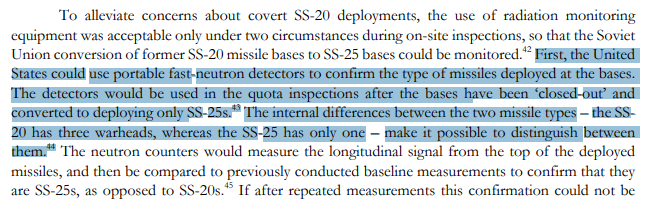 To alleviate concerns about covert SS-20 deployments, the use of radiation monitoring
equipment was acceptable only under two circumstances during on-site inspections, so that the Soviet
Union conversion of former SS-20 missile bases to SS-25 bases could be monitored.42 First, the United
States could use portable fast-neutron detectors to confirm the type of missiles deployed at the bases.
The detectors would be used in the quota inspections after the bases have been ‘closed-out’ and
converted to deploying only SS-25s.43 The internal differences between the two missile types – the SS-
20 has three warheads, whereas the SS-25 has only one – make it possible to distinguish between
them.44 The neutron counters would measure the longitudinal signal from the top of the deployed
missiles, and then be compared to previously conducted baseline measurements to confirm that they
are SS-25s, as opposed to SS-20s.45 If after repeated measurements this confirmation could not be